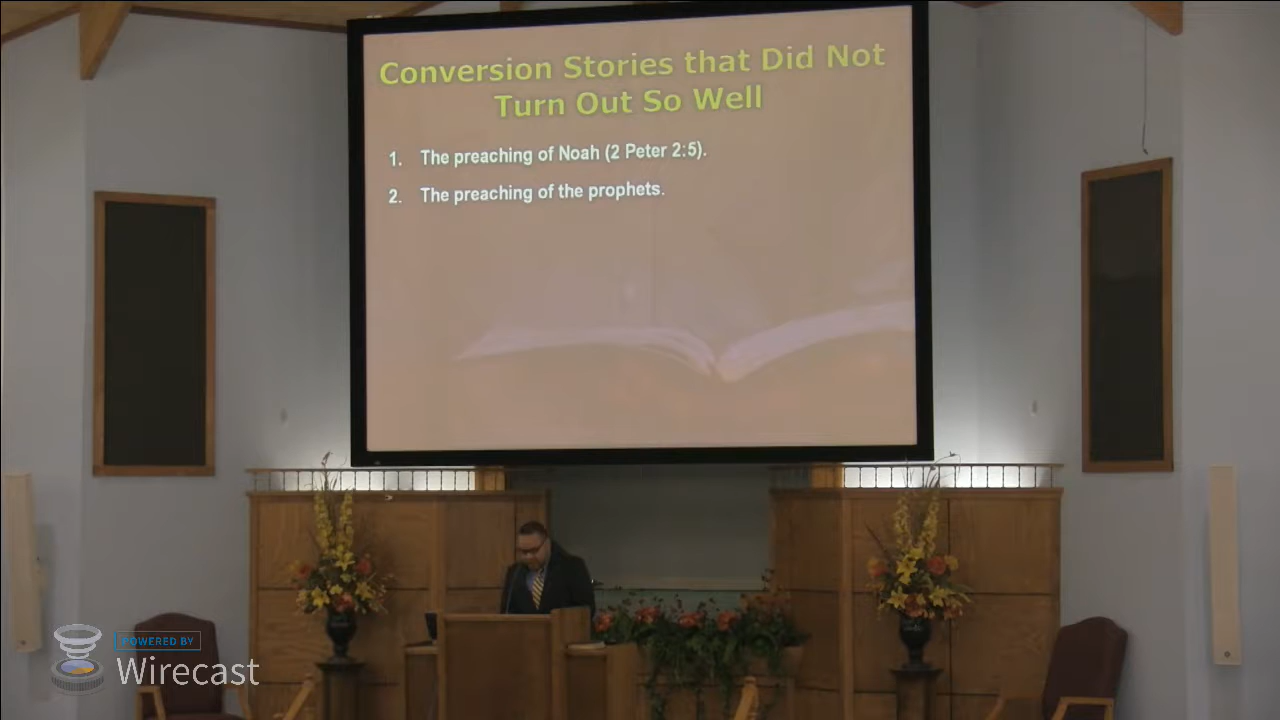 Conversion Stories that Did Not
Turn Out So Well
1. The preaching of Noah (2 Peter 2:5).
2. The preaching of the prophets.
POWERED BY
Wirecast